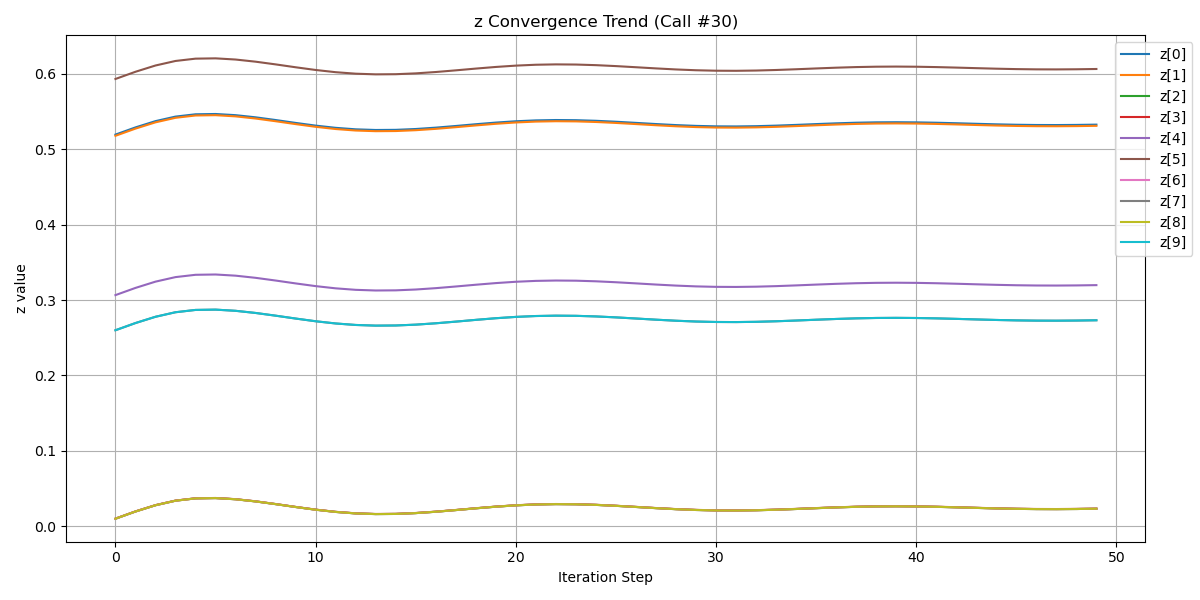 z Convergence Trend (Call #30)
z value
0.6
0.5
0.4
0.3
0.2
0.1
0.0
0 10 20 30 40 50
Iteration Step
z[0]
z[1]
z[2]
z[3]
z[4]
z[5]
z[6]
z[7]
z[8]
z[9]